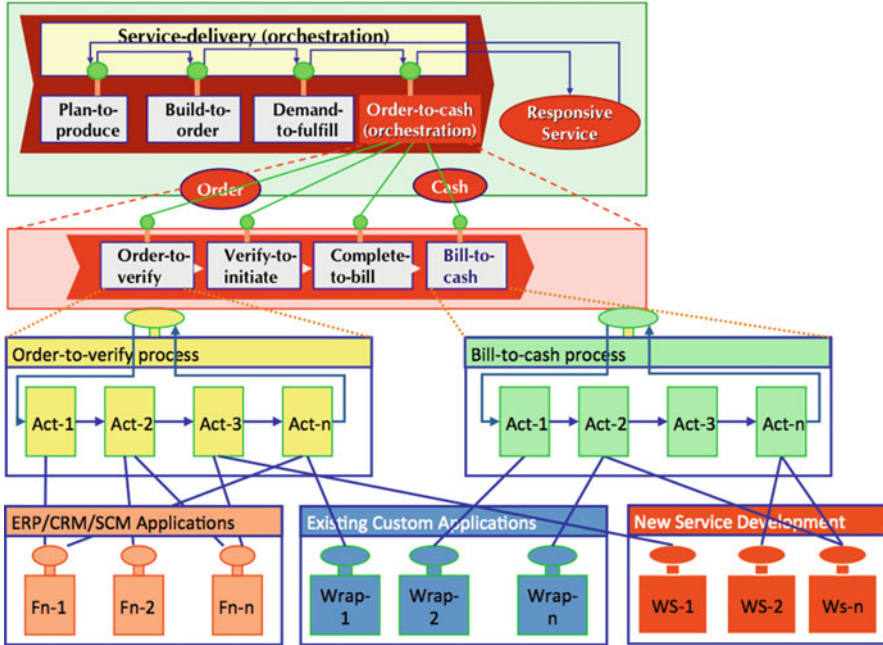 Service-delivery (orchestration)
Plan-to-
produce
Build-to-
order
Demand-
to-fulfill
Order-to-cash
(orchestration)
Responsive
Service
Order
Cash
Order-to-
verify
Verify-to-
initiate
Complete-
to-bill
Bill-to-
cash
Order-to-verify process
Act-1
Act-2
Act-3
Act-n
Bill-to-cash process
Act-1
Act-2
Act-3
Act-n
ERP/CRM/SCM Applications
Fn-1
Fn-2
Fn-n
Existing Custom Applications
Wrap-
1
Wrap-
2
Wrap-
n
New Service Development
WS-1
WS-2
Ws-n